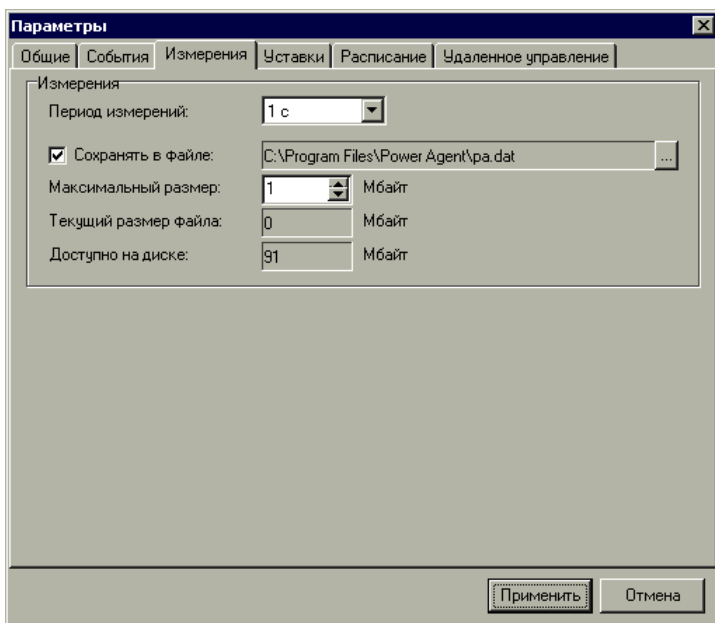 Параметры
Общие События Измерения Уставки Расписание Удаленное управление
Измерения
Период измерений: 1 с
Сохранять в файле: C:\Program Files\Power Agent\pa.dat ...
Максимальный размер: 1 Мбайт
Текущий размер файла: 0 Мбайт
Доступно на диске: 91 Мбайт
Применить Отмена